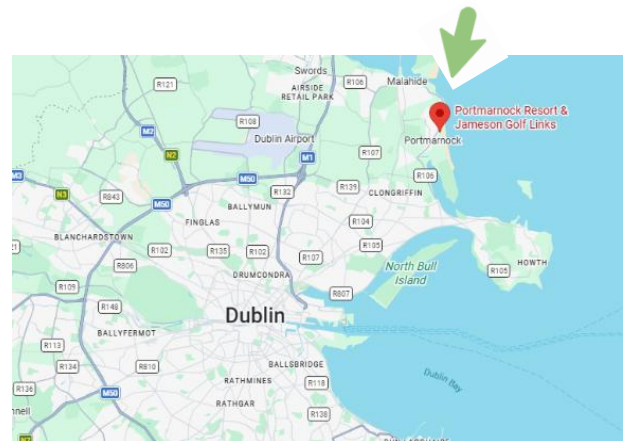 Swords
R121
R106
Malahide
AIRSIDE
RETAIL PARK
R108
Portmarnock Resort &
Jameson Golf Links
M2
Dublin Airport
Portmarnock
N2
M1
R107
M3
M50
R106
N3
R132
R139
CLONGRIFFIN
R843
M50
BALLYMUN
FINGLAS
R104
BLANCHARDSTOWN
R102
R135
R102
R105
R107
HOWTH
R806
North Bull
Island
R105
DRUMCONDRA
R109
R807
R148
Dublin
BALLYFERMOT
R113
R134
R810
BALLSBRIDGE
Dublin Bay
RATHMINES
R118
R136
M50
RATHGAR
R138